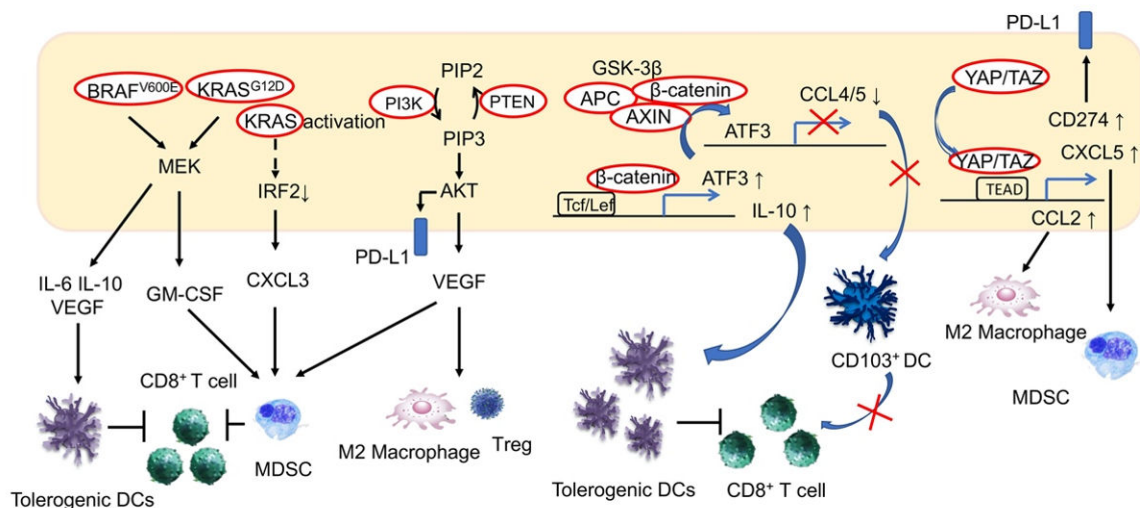 PD-L1
BRAFV600E
KRASG12D
KRAS activation
MEK
IRF2↓
IL-6 IL-10
VEGF
GM-CSF
CXCL3
CD8+ T cell
Tolerogenic DCs
MDSC
PIP2
PI3K
PTEN
PIP3
AKT
PD-L1
VEGF
M2 Macrophage
Treg
GSK-3β
APC
β-catenin
AXIN
ATF3
CCL4/5 ↓
β-catenin
Tcf/Lef
ATF3 ↑
IL-10 ↑
CD103+ DC
Tolerogenic DCs
CD8+ T cell
YAP/TAZ
CD274 ↑
YAP/TAZ
CXCL5 ↑
TEAD
CCL2 ↑
M2 Macrophage
MDSC